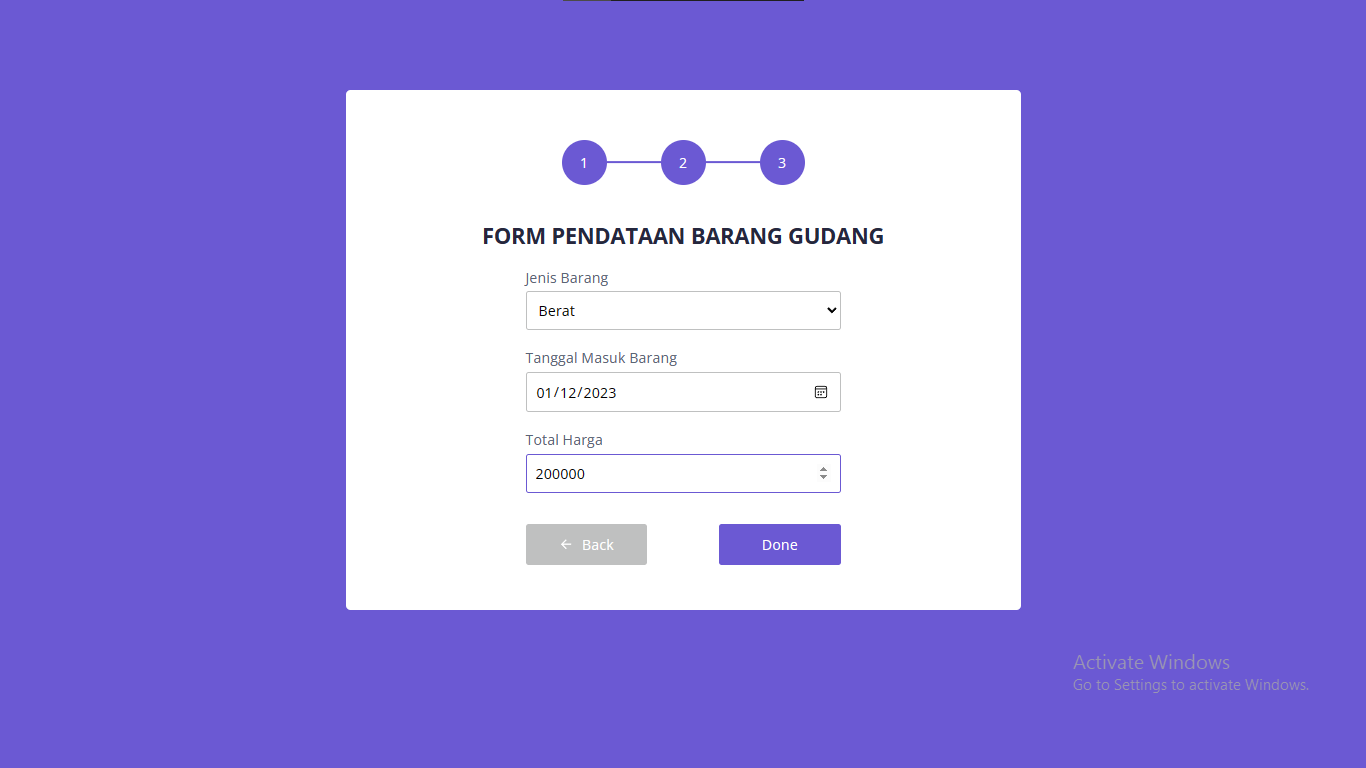 1 2 3
FORM PENDATAAN BARANG GUDANG
Jenis Barang
Berat
Tanggal Masuk Barang
01/12/2023
Total Harga
200000
Back
Done
Activate Windows
Go to Settings to activate Windows.